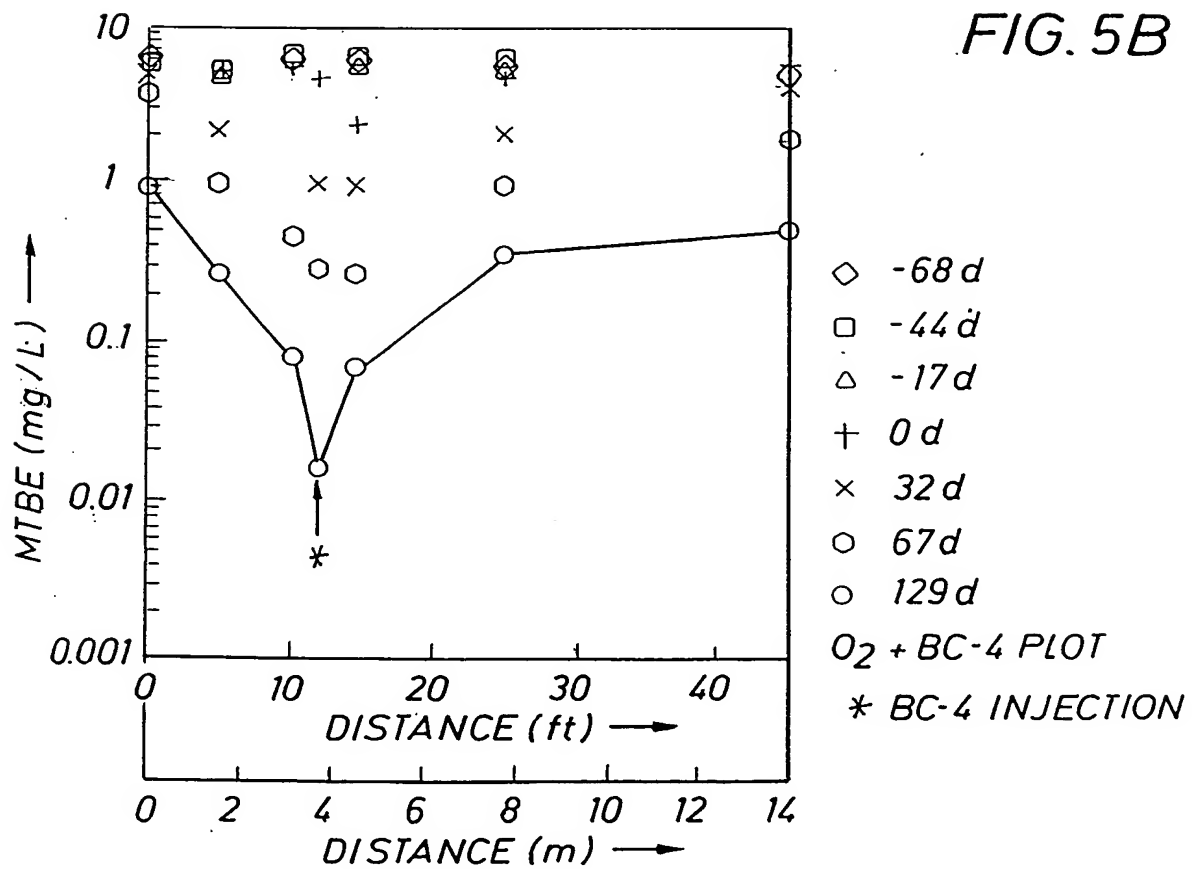 FIG. 5B
10
1
0.1
0.01
0.001
MTBE (mg/L)
0 10 20 30 40
DISTANCE (ft)
0 2 4 6 8 10 12 14
DISTANCE (m)
-68 d
-44 d
-17 d
0 d
32 d
67 d
129 d
O2 + BC-4 PLOT
* BC-4 INJECTION